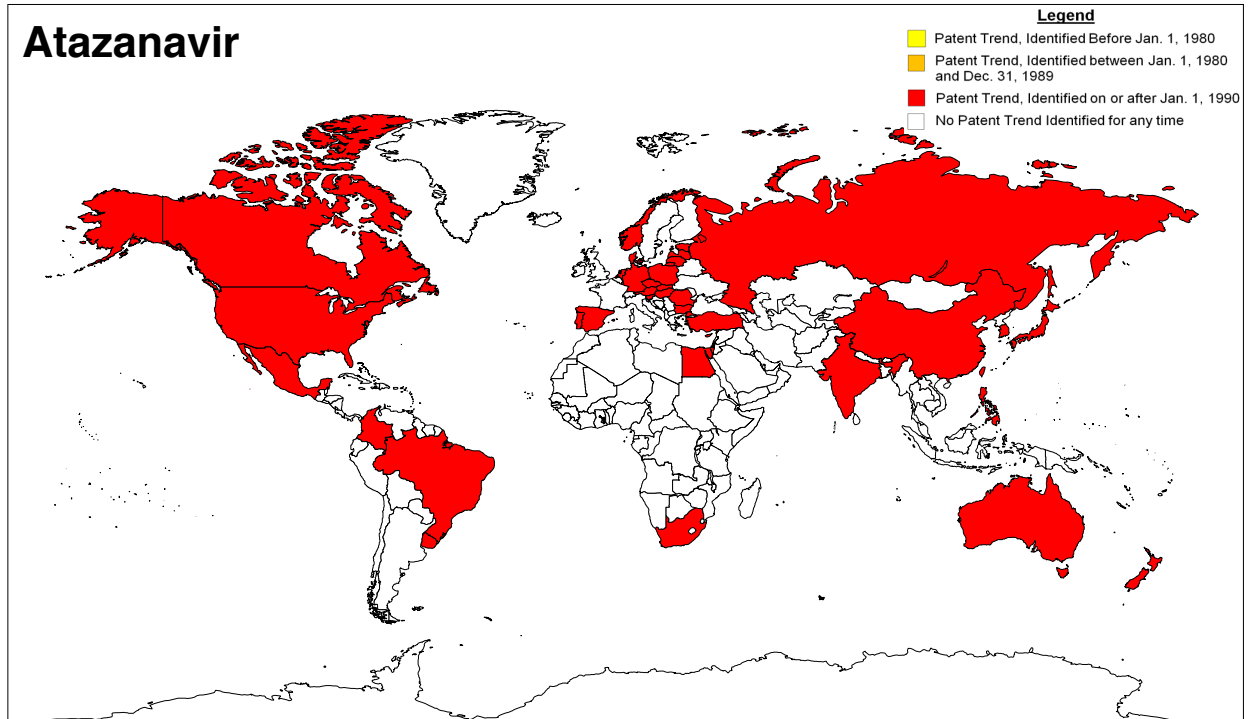 Atazanavir
Legend
Patent Trend, Identified Before Jan. 1, 1980
Patent Trend, Identified between Jan. 1, 1980
and Dec. 31, 1989
Patent Trend, Identified on or after Jan. 1, 1990
No Patent Trend Identified for any time